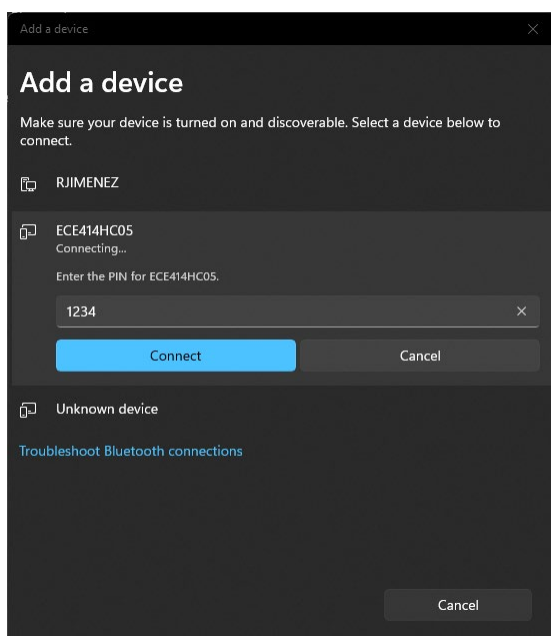 Add a device
Add a device
Make sure your device is turned on and discoverable. Select a device below to
connect.
RJIMENEZ
ECE414HC05
Connecting...
Enter the PIN for ECE414HC05.
1234
Connect
Cancel
Unknown device
Troubleshoot Bluetooth connections
Cancel